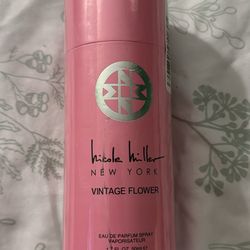 nicole miller
NEW YORK
VINTAGE FLOWER
EAU DE PARFUM SPRAY
VAPORISATEUR